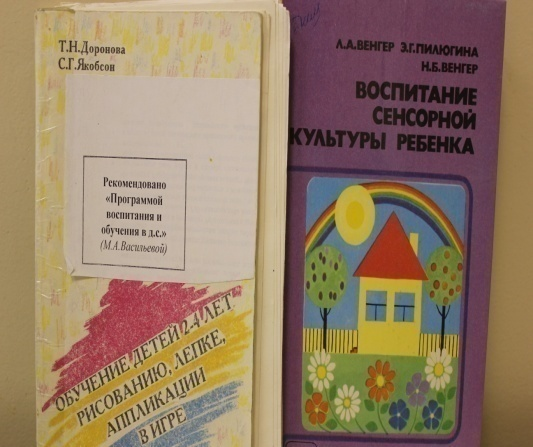 Т.Н.Доронова
С.Г.Якобсон
Рекомендовано
«Программой
воспитания и
обучения в д.с.»
(М.А.Васильевой)
ОБУЧЕНИЕ ДЕТЕЙ 2-4 ЛЕТ
РИСОВАНИЮ, ЛЕПКЕ,
АППЛИКАЦИИ
В ИГРЕ
Л.А.ВЕНГЕР Э.Г.ПИЛЮГИНА
Н.Б.ВЕНГЕР
ВОСПИТАНИЕ
СЕНСОРНОЙ
КУЛЬТУРЫ РЕБЕНКА